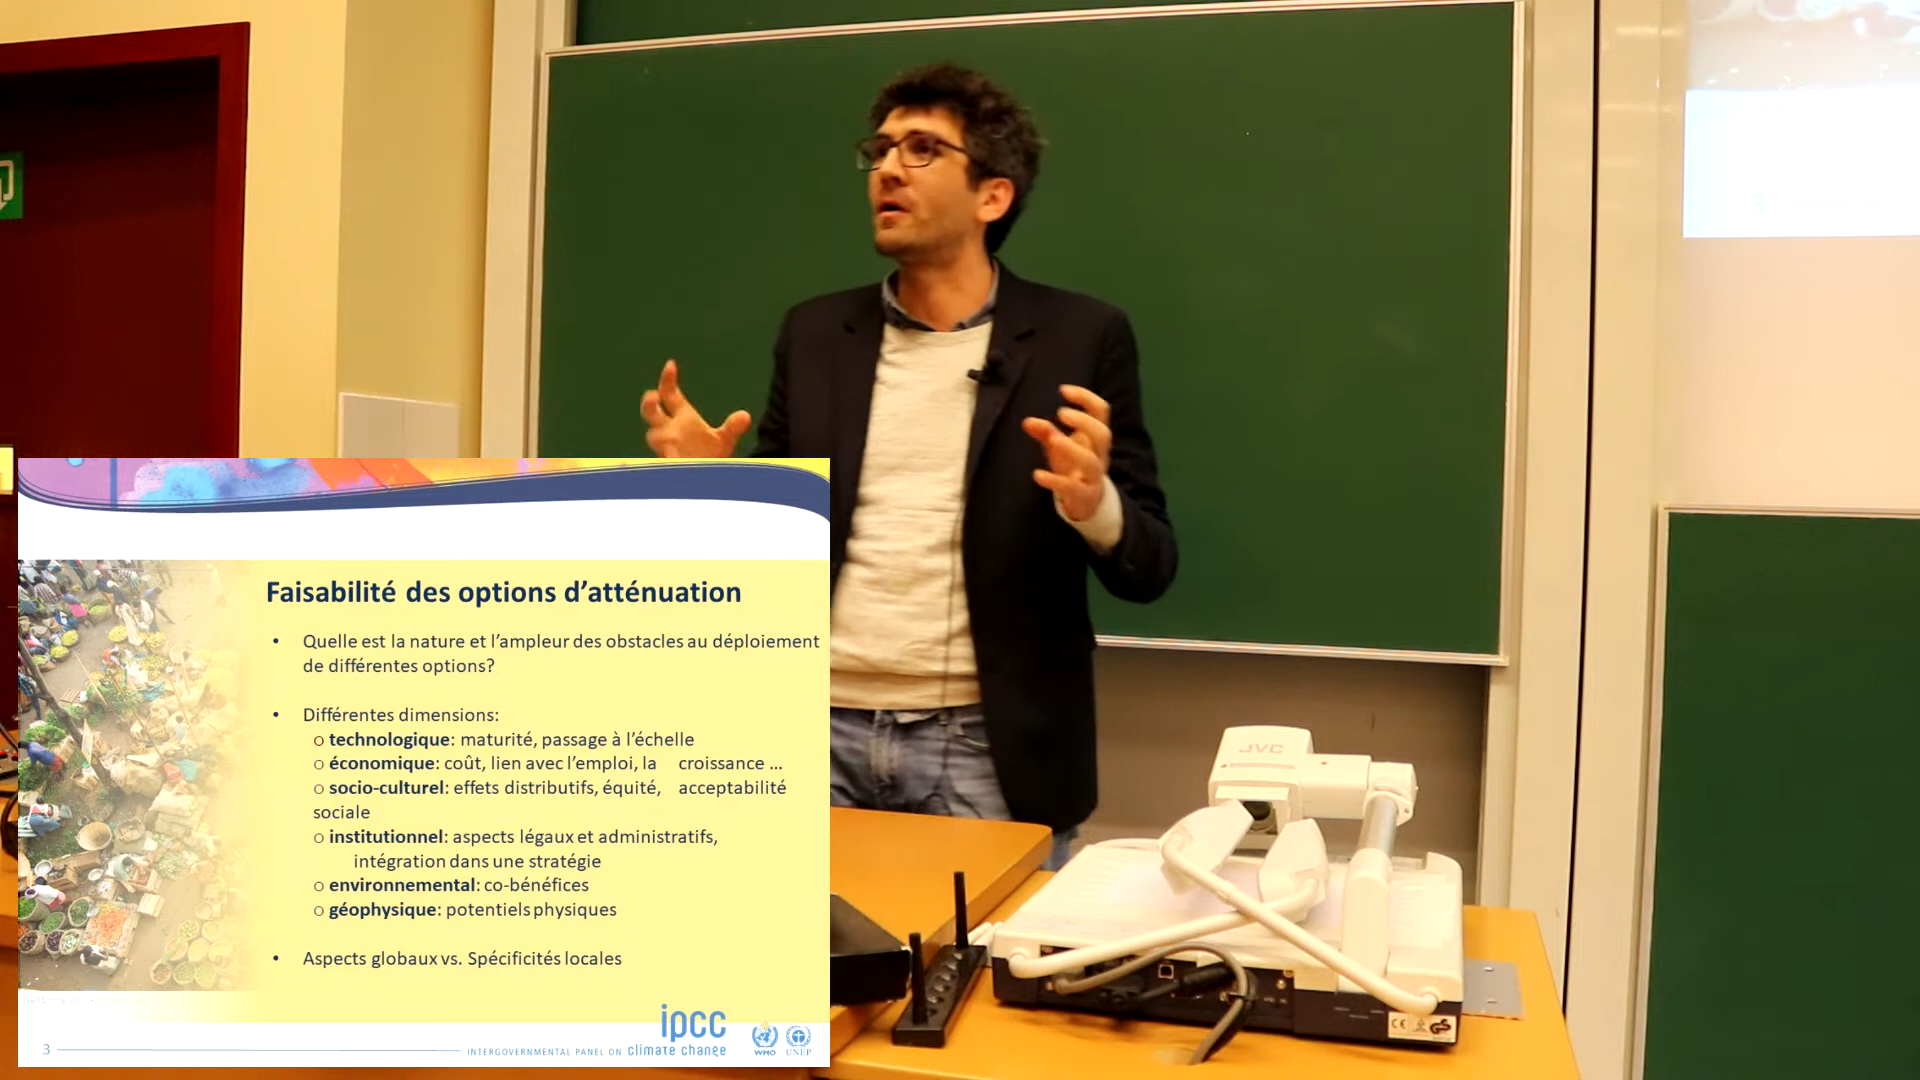 Faisabilité des options d'atténuation
• Quelle est la nature et l'ampleur des obstacles au déploiement
de différentes options?
• Différentes dimensions:
o technologique: maturité, passage à l'échelle
o économique: coût, lien avec l'emploi, la croissance ...
o socio-culturel: effets distributifs, équité, acceptabilité
sociale
o institutionnel: aspects légaux et administratifs,
intégration dans une stratégie
o environnemental: co-bénéfices
o géophysique: potentiels physiques
• Aspects globaux vs. Spécificités locales
3
INTERGOVERNMENTAL PANEL ON
ipcc
climate change
WMO
UNEP
JVC
CE
GS